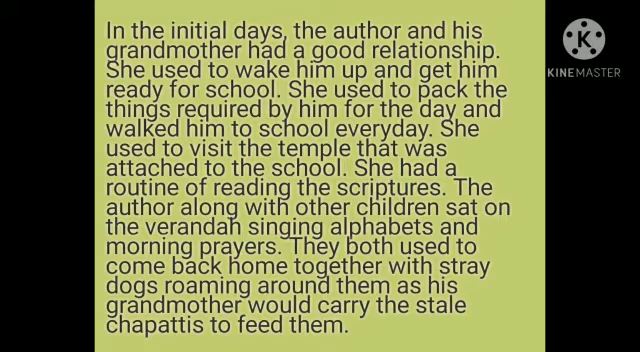 In the initial days, the author and his
grandmother had a good relationship.
She used to wake him up and get him
ready for school. She used to pack the
things required by him for the day and
walked him to school everyday. She
used to visit the temple that was
attached to the school. She had a
routine of reading the scriptures. The
author along with other children sat on
the verandah singing alphabets and
morning prayers. They both used to
come back home together with stray
dogs roaming around them as his
grandmother would carry the stale
chapattis to feed them.
KINEMASTER